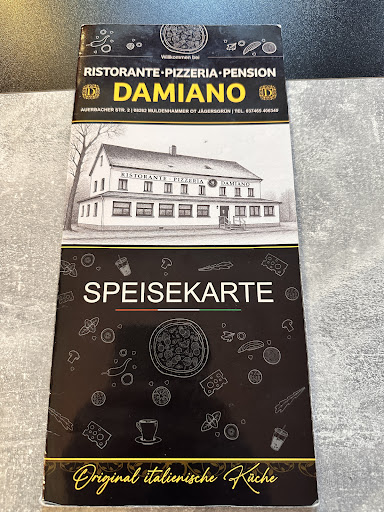 Willkommen bei
RISTORANTE·PIZZERIA·PENSION
DAMIANO
AUERBACHER STR. 2 | 08262 MULDENHAMMER OT JÄGERSGRÜN | TEL. 037465 400349
RISTORANTE · PIZZERIA DAMIANO
SPEISEKARTE
Original italienische Küche